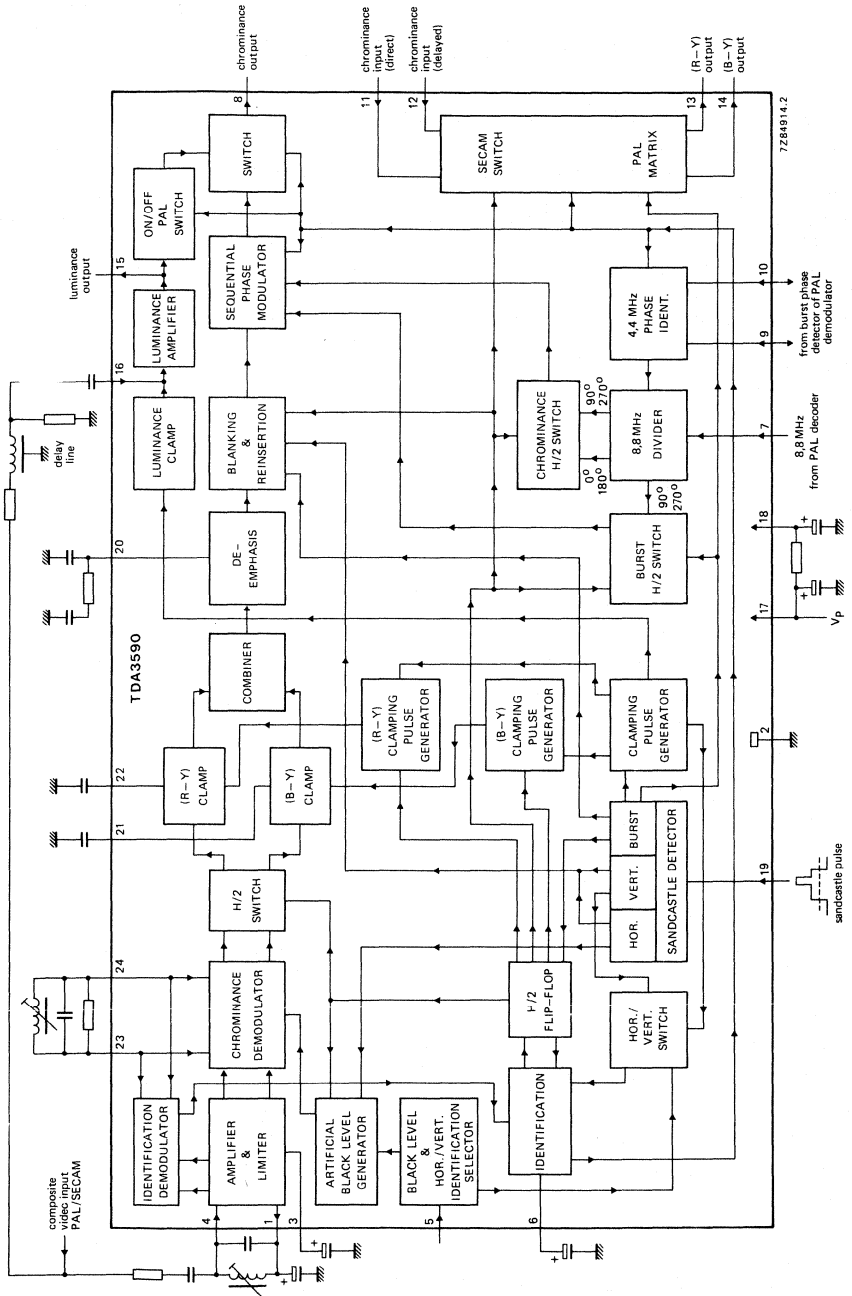 composite
video input
PAL/SECAM
delay
line
luminance
output
chrominance
output
chrominance
input
(direct)
chrominance
input
(delayed)
(R−Y)
output
(B−Y)
output
4
1
3
23
24
21
22
20
16
15
8
11
12
13
14
TDA3590
IDENTIFICATION
DEMODULATOR
AMPLIFIER
&
LIMITER
CHROMINANCE
DEMODULATOR
H/2
SWITCH
(R−Y)
CLAMP
(B−Y)
CLAMP
COMBINER
DE-
EMPHASIS
LUMINANCE
CLAMP
BLANKING
&
REINSERTION
LUMINANCE
AMPLIFIER
SEQUENTIAL
PHASE
MODULATOR
ON/OFF
PAL
SWITCH
SWITCH
ARTIFICIAL
BLACK LEVEL
GENERATOR
BLACK LEVEL
&
HOR./VERT.
IDENTIFICATION
SELECTOR
IDENTIFICATION
H/2
FLIP-FLOP
HOR./
VERT.
SWITCH
(R−Y)
CLAMPING
PULSE
GENERATOR
(B−Y)
CLAMPING
PULSE
GENERATOR
CLAMPING
PULSE
GENERATOR
HOR.
VERT.
BURST
SANDCASTLE DETECTOR
CHROMINANCE
H/2 SWITCH
0°
180°
90°
270°
90°
270°
BURST
H/2 SWITCH
8,8 MHz
DIVIDER
4,4 MHz
PHASE
IDENT.
SECAM
SWITCH
PAL
MATRIX
5
6
19
2
17
18
7
9
10
sandcastle pulse
+
+
+
+
+
VP
8,8 MHz
from PAL decoder
from burst phase
detector of PAL
demodulator
7Z84914.2